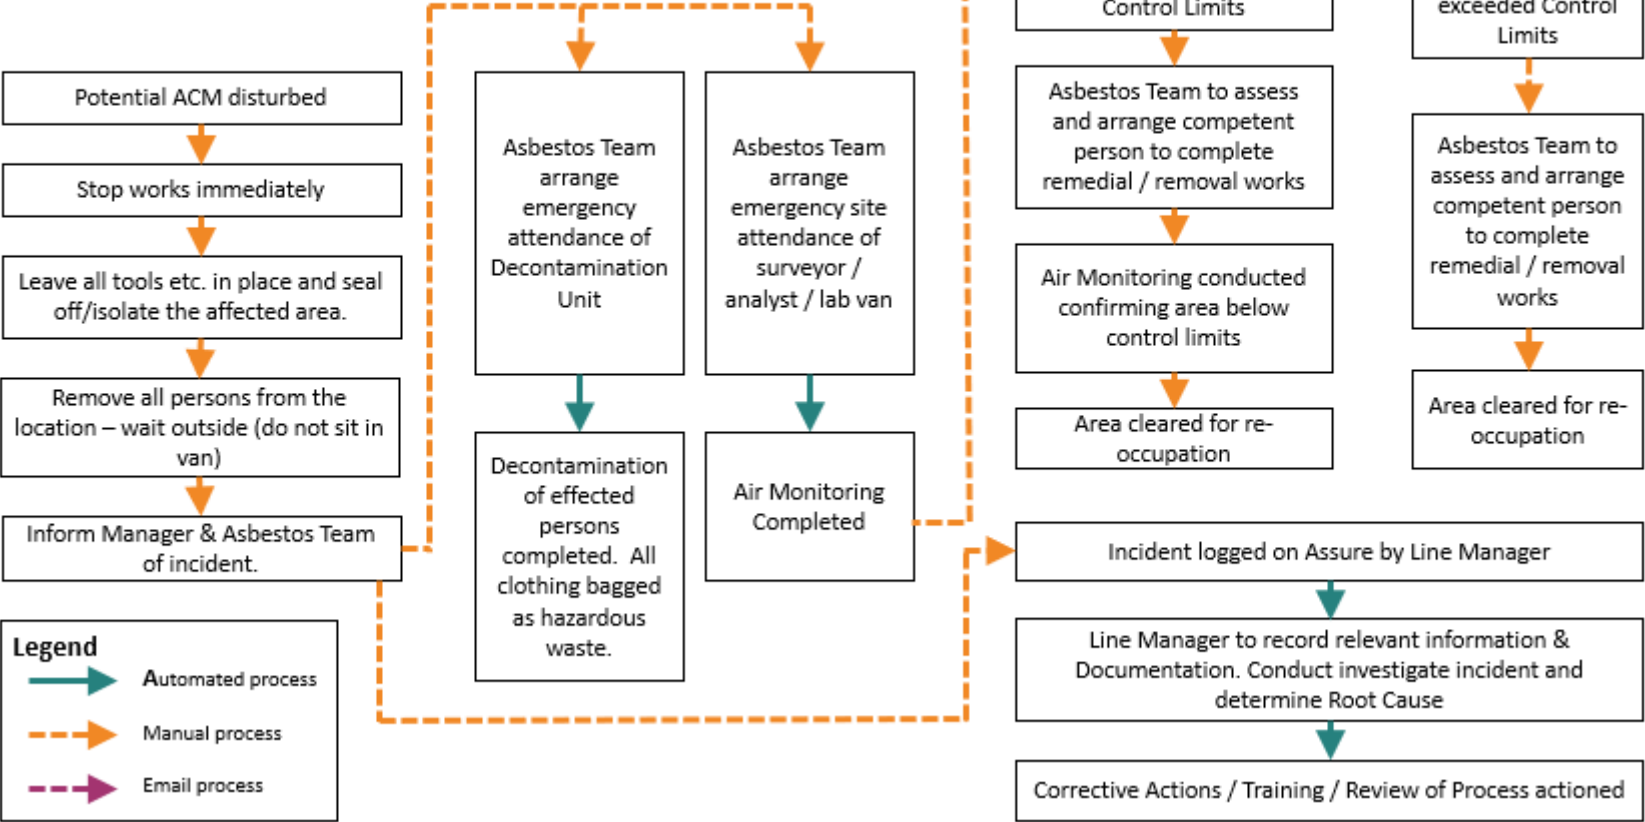 Potential ACM disturbed
Stop works immediately
Leave all tools etc. in place and seal
off/isolate the affected area.
Remove all persons from the
location – wait outside (do not sit in
van)
Inform Manager & Asbestos Team
of incident.
Legend
Automated process
Manual process
Email process
Asbestos Team
arrange
emergency
attendance of
Decontamination
Unit
Decontamination
of effected
persons
completed. All
clothing bagged
as hazardous
waste.
Asbestos Team
arrange
emergency site
attendance of
surveyor /
analyst / lab van
Air Monitoring
Completed
Control Limits
Asbestos Team to assess
and arrange competent
person to complete
remedial / removal works
Air Monitoring conducted
confirming area below
control limits
Area cleared for re-
occupation
exceeded Control
Limits
Asbestos Team to
assess and arrange
competent person
to complete
remedial / removal
works
Area cleared for re-
occupation
Incident logged on Assure by Line Manager
Line Manager to record relevant information &
Documentation. Conduct investigate incident and
determine Root Cause
Corrective Actions / Training / Review of Process actioned